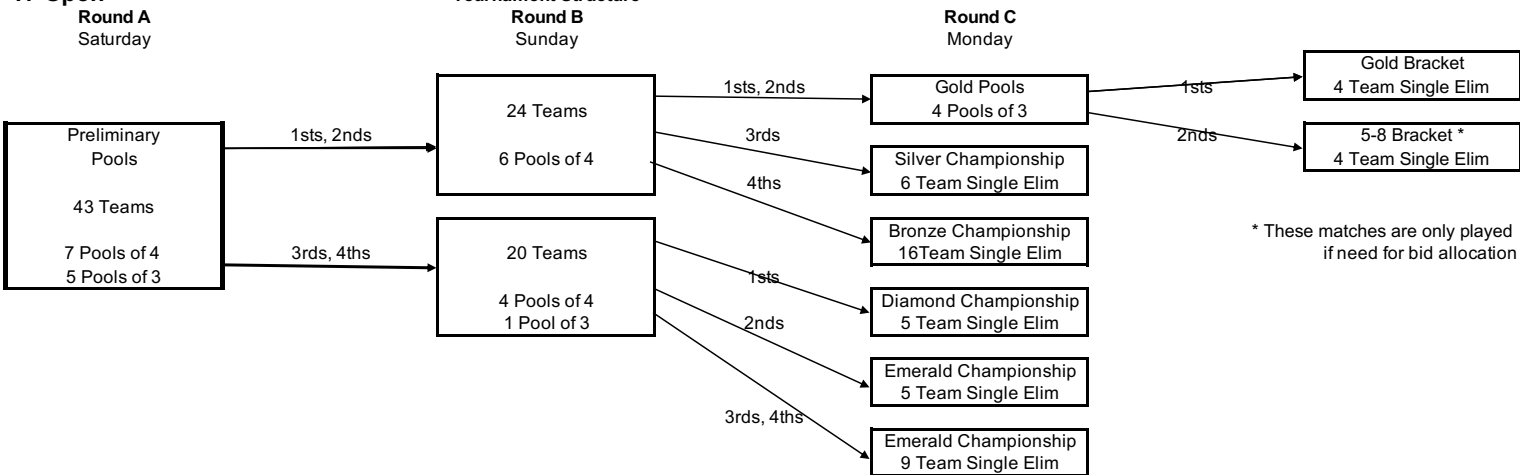 Round A
Saturday
Round B
Sunday
Round C
Monday
Preliminary
Pools
43 Teams
7 Pools of 4
5 Pools of 3
1sts, 2nds
3rds, 4ths
24 Teams
6 Pools of 4
20 Teams
4 Pools of 4
1 Pool of 3
1sts, 2nds
3rds
4ths
1sts
2nds
3rds, 4ths
Gold Pools
4 Pools of 3
Silver Championship
6 Team Single Elim
Bronze Championship
16Team Single Elim
Diamond Championship
5 Team Single Elim
Emerald Championship
5 Team Single Elim
Emerald Championship
9 Team Single Elim
1sts
2nds
Gold Bracket
4 Team Single Elim
5-8 Bracket *
4 Team Single Elim
* These matches are only played
if need for bid allocation